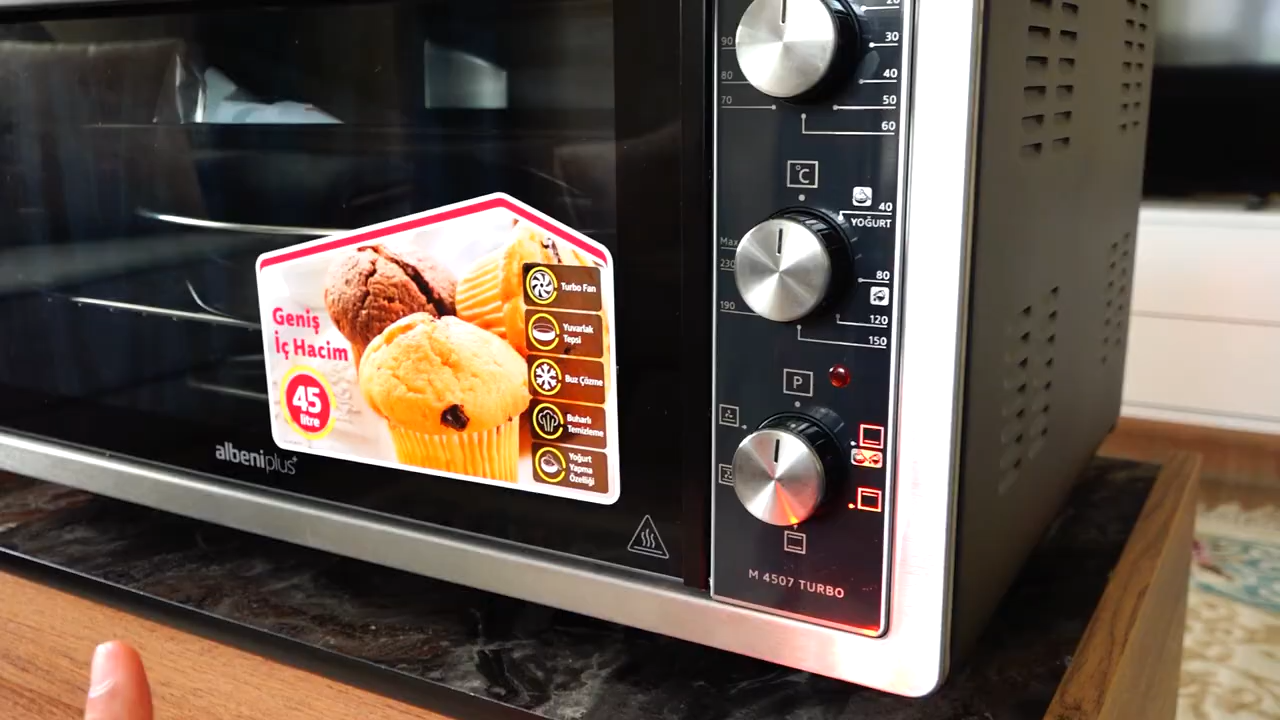 20
30
90
40
80
50
70
60
°C
40
YOĞURT
Max
230
80
190
120
150
P
M 4507 TURBO
Geniş
İç Hacim
45
litre
Turbo Fan
Yuvarlak
Tepsi
Buz Çözme
Buharlı
Temizleme
Yoğurt
Yapma
Özelliği
albeniplus+